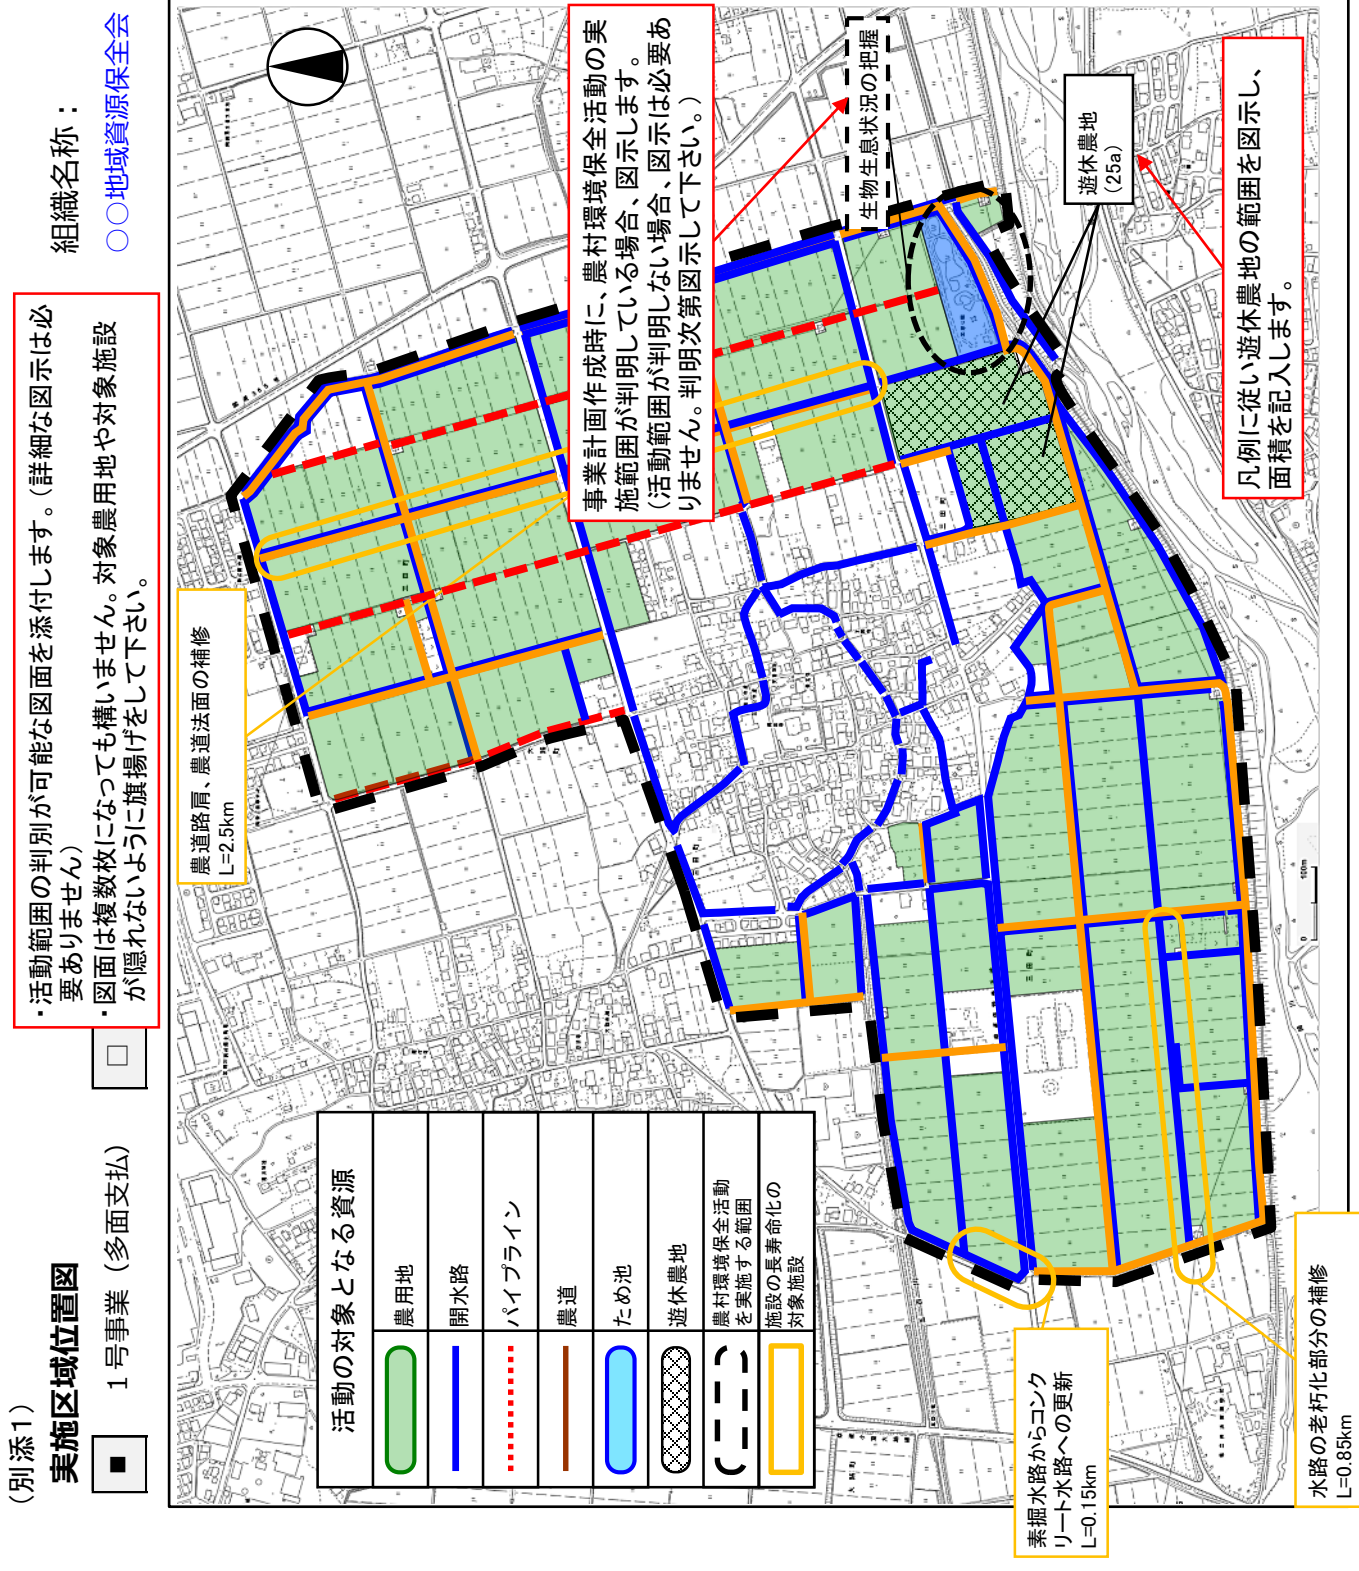 （別添１）
実施区域位置図
■
１号事業（多面支払）
□
・活動範囲の判別が可能な図面を添付します。（詳細な図示は必
要ありません）
・図面は複数枚になっても構いません。対象農用地や対象施設
が隠れないように旗揚げをして下さい。
組織名称：
○○地域資源保全会
活動の対象となる資源
農用地
開水路
パイプライン
農道
ため池
遊休農地
農村環境保全活動
を実施する範囲
施設の長寿命化の
対象施設
農道路肩、農道法面の補修
L=2.5km
事業計画作成時に、農村環境保全活動の実
施範囲が判明している場合、図示します。
（活動範囲が判明しない場合、図示は必要あ
りません。判明次第図示して下さい。）
生物生息状況の把握
遊休農地
（25a）
凡例に従い遊休農地の範囲を図示し、
面積を記入します。
素掘水路からコンク
リート水路への更新
L=0.15km
水路の老朽化部分の補修
L=0.85km
0
100m